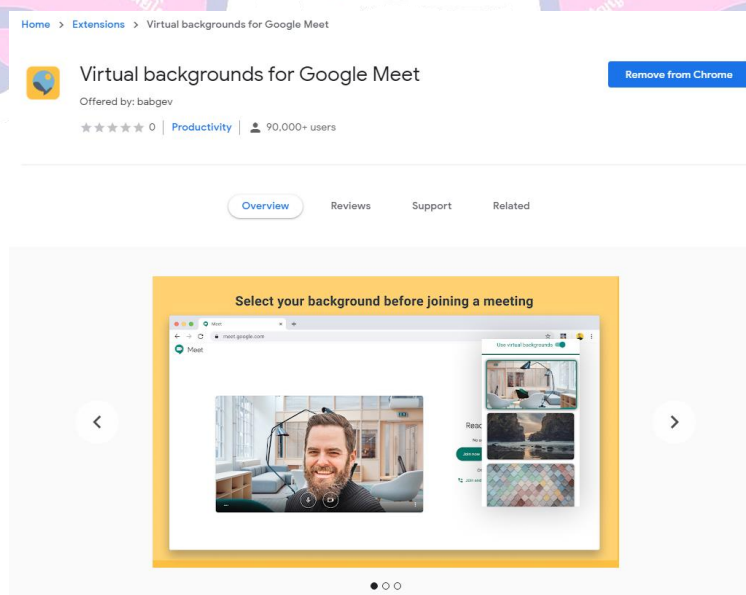 Home > Extensions > Virtual backgrounds for Google Meet
Virtual backgrounds for Google Meet
Remove from Chrome
Offered by: babgev
0 | Productivity | 90,000+ users
Overview Reviews Support Related
Select your background before joining a meeting
Meet
meet.google.com
Meet
Use virtual backgrounds
Join now